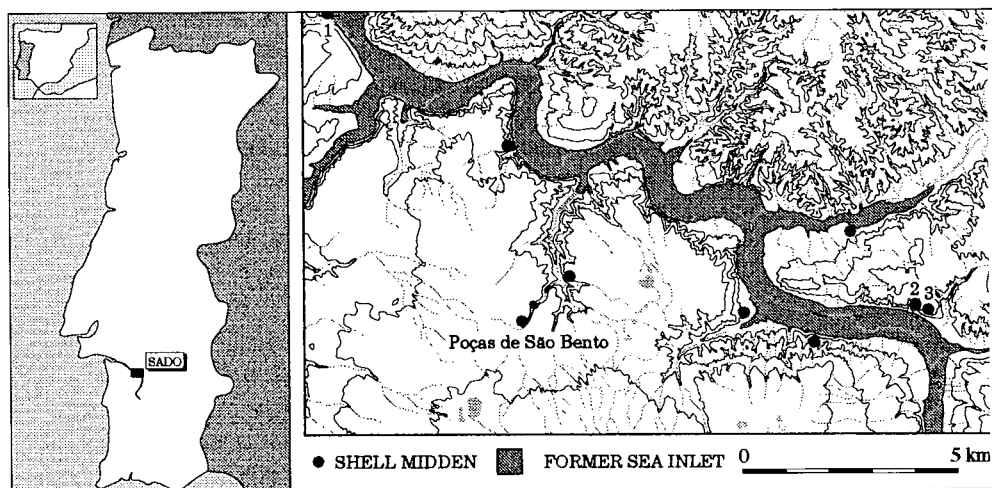 SADO
1
2 3
Poças de São Bento
SHELL MIDDEN FORMER SEA INLET 0 5 km